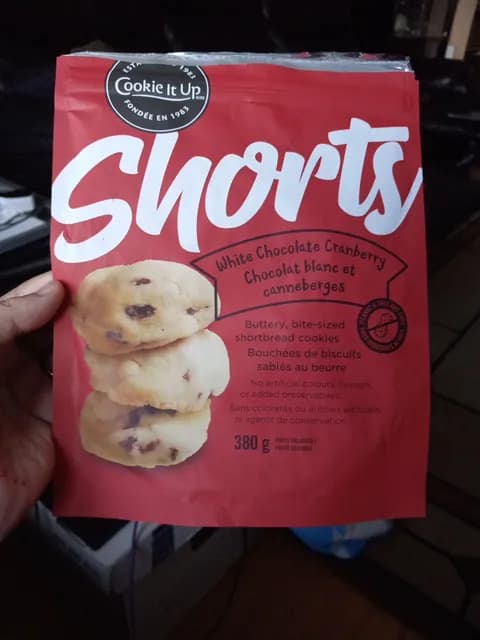 ESTA 1983
Cookie It Up
FONDÉE EN 1983
Shorts
White Chocolate Cranberry
Chocolat blanc et
canneberges
Buttery, bite-sized
shortbread cookies
Bouchées de biscuits
sablés au beurre
No artificial colours, flavours
or added preservatives.
Sans colorants ou arômes artificiels,
ni agents de conservation.
380 g